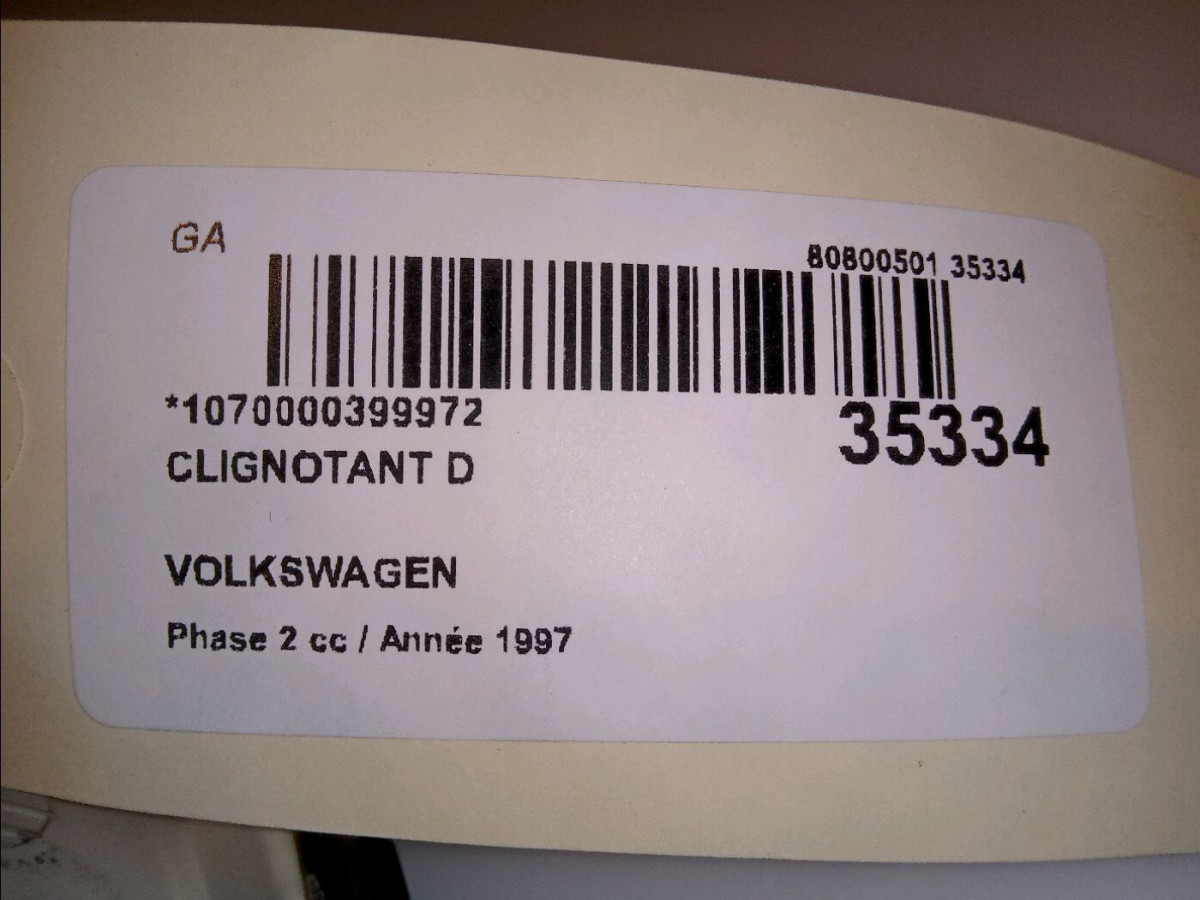 GA
80800501 35334
*1070000399972
35334
CLIGNOTANT D
VOLKSWAGEN
Phase 2 cc / Année 1997